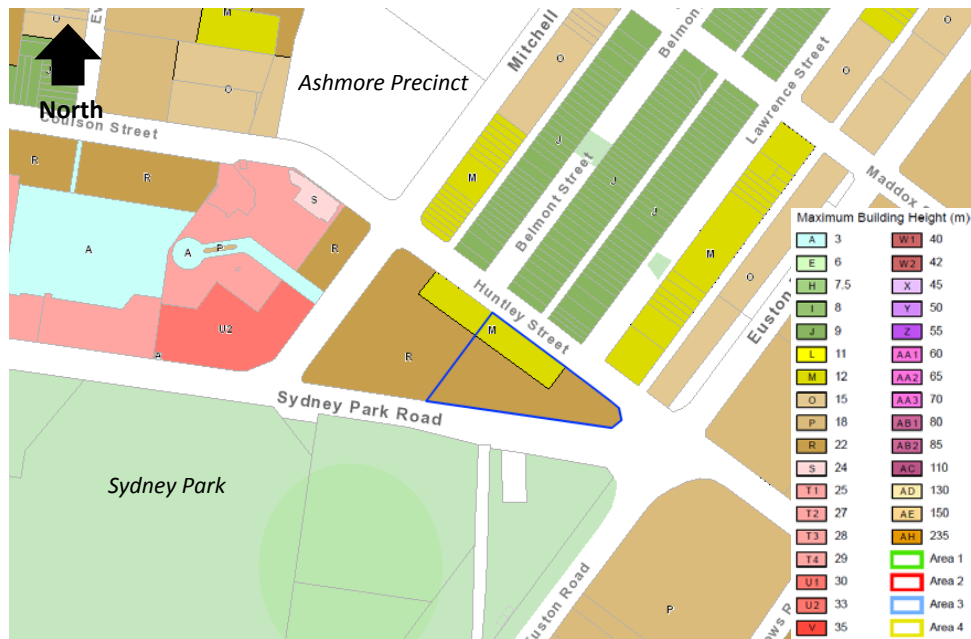 O
Ev
M
J
O
North
Coulson Street
Ashmore Precinct
Mitchell
O
Belmon
O
Lawrence Street
O
R
R
S
M
J
Belmont Street
J
J
Maddox S
A
A
P
R
M
O
Euston
U2
A
Huntley Street
M
R
Sydney Park Road
Sydney Park
Euston Road
P
ws R
Maximum Building Height (m)
A 3
E 6
H 7.5
I 8
J 9
L 11
M 12
O 15
P 18
R 22
S 24
T1 25
T2 27
T3 28
T4 29
U1 30
U2 33
V 35
W1 40
W2 42
X 45
Y 50
Z 55
AA1 60
AA2 65
AA3 70
AB1 80
AB2 85
AC 110
AD 130
AE 150
AH 235
Area 1
Area 2
Area 3
Area 4